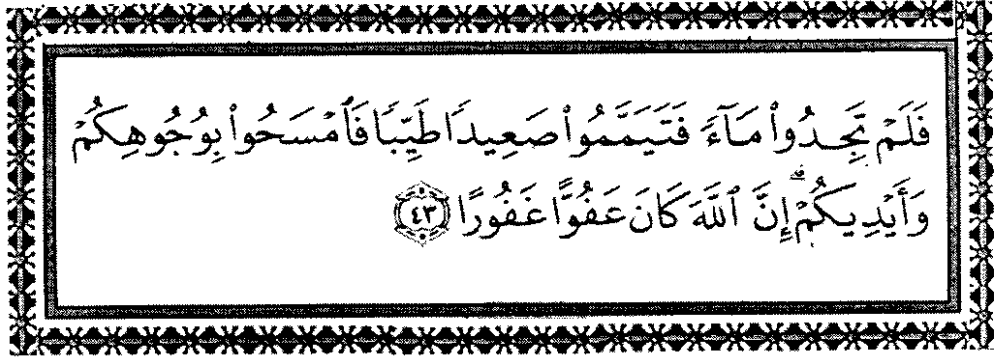 فَلَمْ تَجِدُوا۟ مَآءً فَتَيَمَّمُوا۟ صَعِيدًا طَيِّبًا فَٱمْسَحُوا۟ بِوُجُوهِكُمْ
وَأَيْدِيكُمْ ۗ إِنَّ ٱللَّهَ كَانَ عَفُوًّا غَفُورًا ٤٣